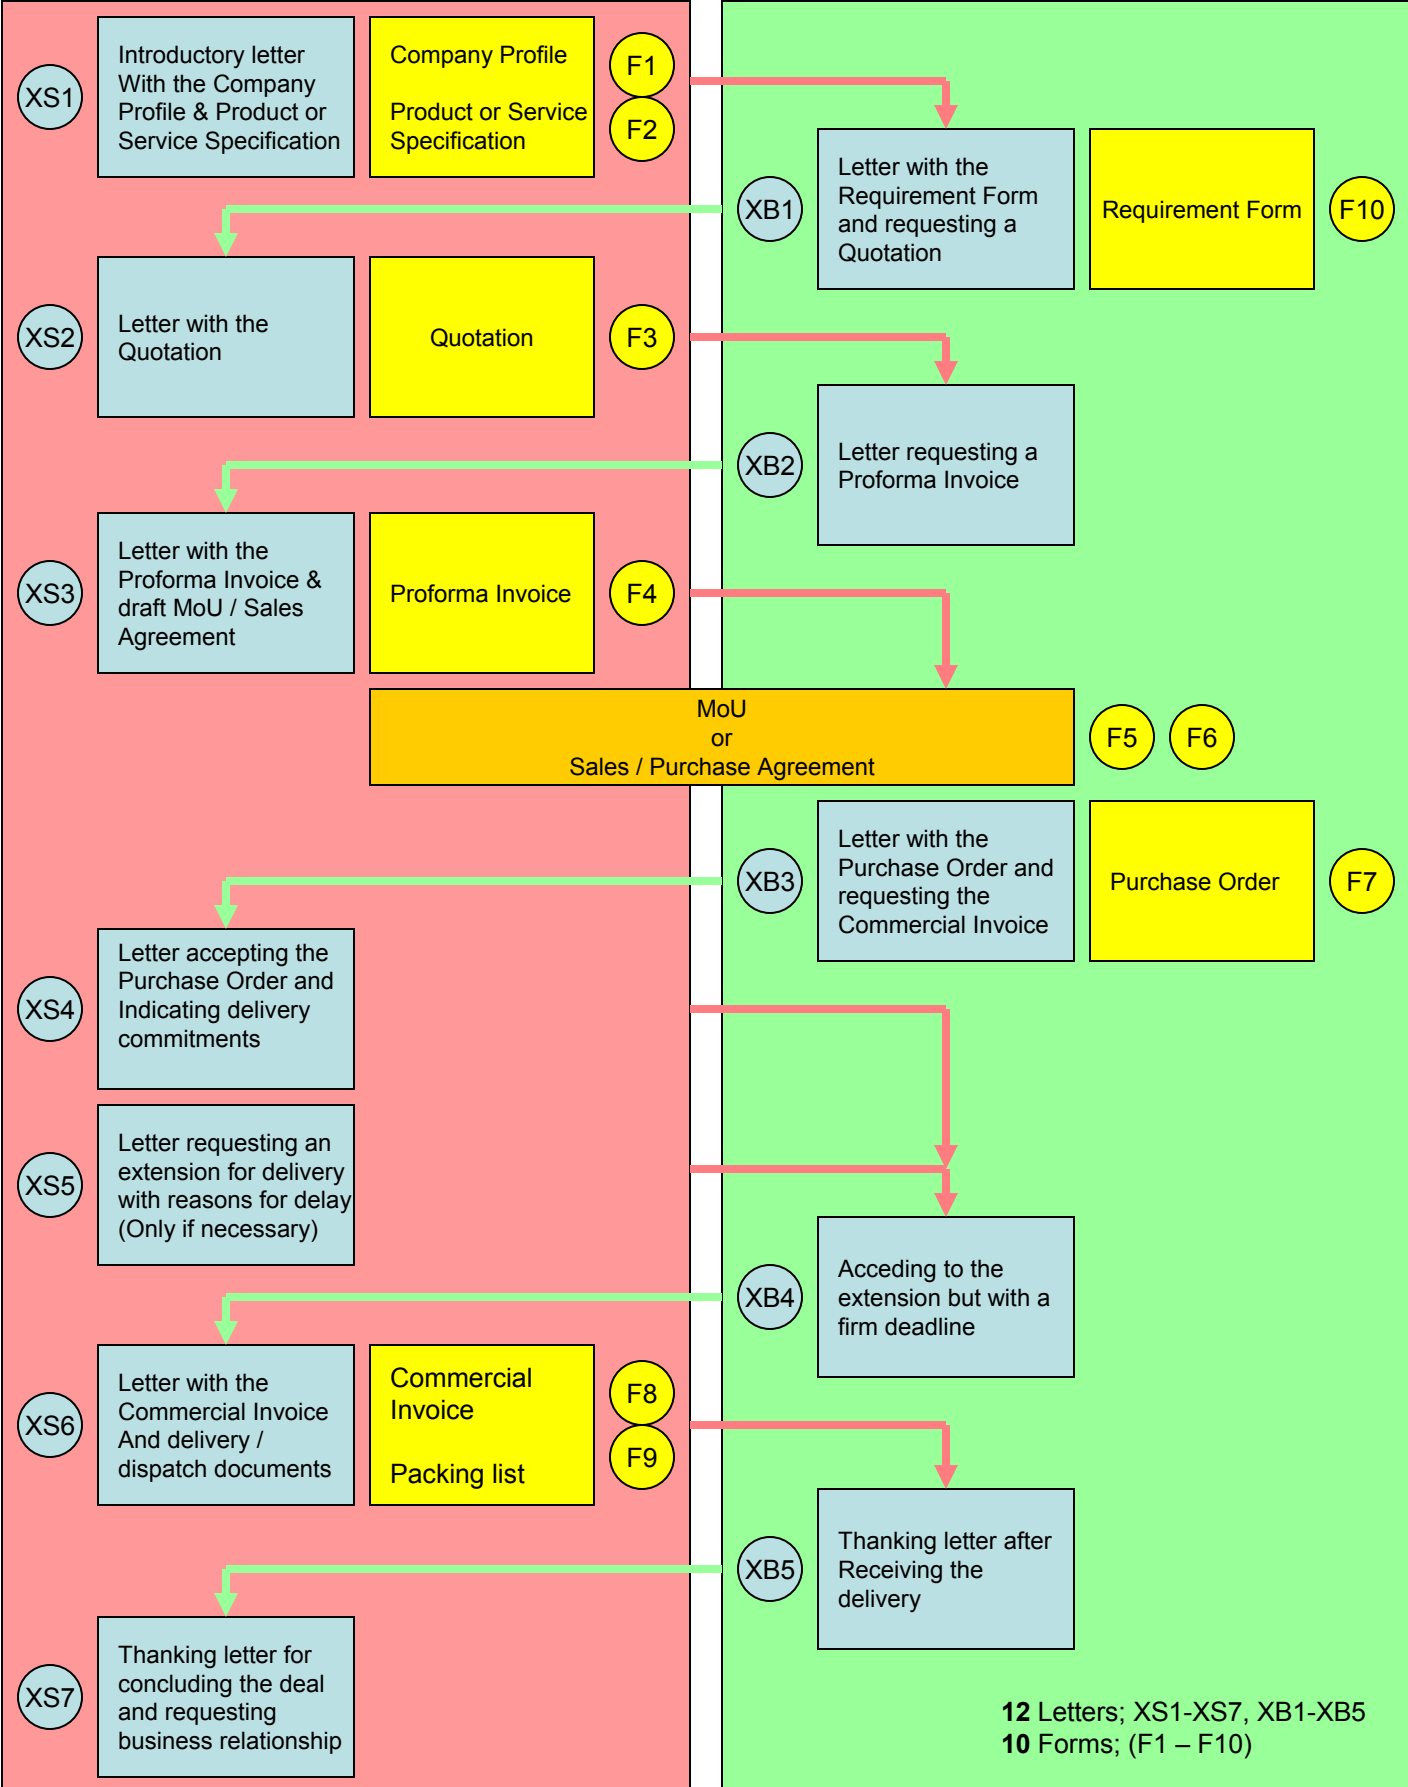 XS1
Introductory letter
With the Company
Profile & Product or
Service Specification
Company Profile
Product or Service
Specification
F1
F2
XB1
Letter with the
Requirement Form
and requesting a
Quotation
Requirement Form
F10
XS2
Letter with the
Quotation
Quotation
F3
XB2
Letter requesting a
Proforma Invoice
XS3
Letter with the
Proforma Invoice &
draft MoU / Sales
Agreement
Proforma Invoice
F4
MoU
or
Sales / Purchase Agreement
F5
F6
XB3
Letter with the
Purchase Order and
requesting the
Commercial Invoice
Purchase Order
F7
XS4
Letter accepting the
Purchase Order and
Indicating delivery
commitments
XS5
Letter requesting an
extension for delivery
with reasons for delay
(Only if necessary)
XB4
Acceding to the
extension but with a
firm deadline
XS6
Letter with the
Commercial Invoice
And delivery /
dispatch documents
Commercial
Invoice
Packing list
F8
F9
XB5
Thanking letter after
Receiving the
delivery
XS7
Thanking letter for
concluding the deal
and requesting
business relationship
12 Letters; XS1-XS7, XB1-XB5
10 Forms; (F1 – F10)